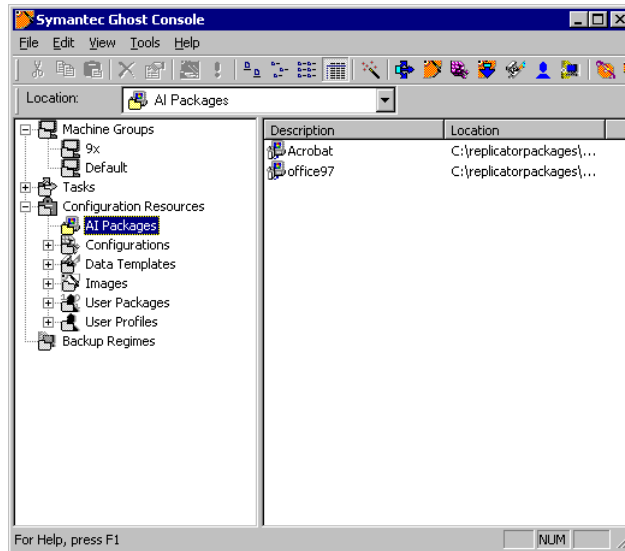 Symantec Ghost Console
File Edit View Tools Help
Location: AI Packages
Machine Groups
9x
Default
Tasks
Configuration Resources
AI Packages
Configurations
Data Templates
Images
User Packages
User Profiles
Backup Regimes
Description Location
Acrobat C:\replicatorpackages\...
office97 C:\replicatorpackages\...
For Help, press F1 NUM